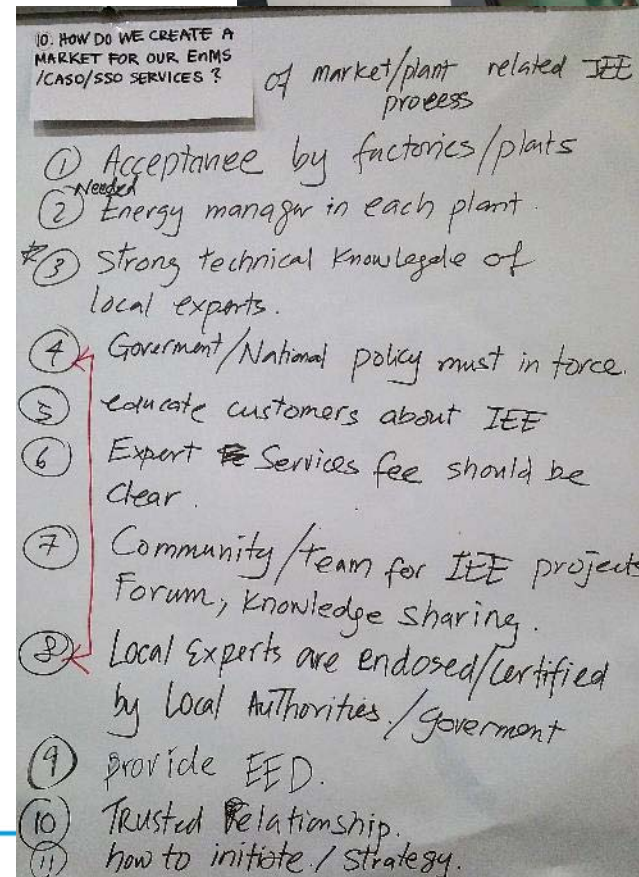 10. HOW DO WE CREATE A
MARKET FOR OUR EnMS
/CASO/SSO SERVICES ?
of market/plant related IEE
process
① Acceptance by factories/plants
Needed
② Energy manager in each plant.
③ Strong technical Knowlegde of
local experts.
④ Goverment/National policy must in force.
⑤ educate customers about IEE
⑥ Expert Services fee should be
clear.
⑦ Community/team for IEE projects
Forum, Knowledge sharing.
⑧ Local Experts are endosed/certified
by Local Authorities./goverment
⑨ provide EED.
⑩ Trusted Relationship.
⑪ how to initiate./strategy.